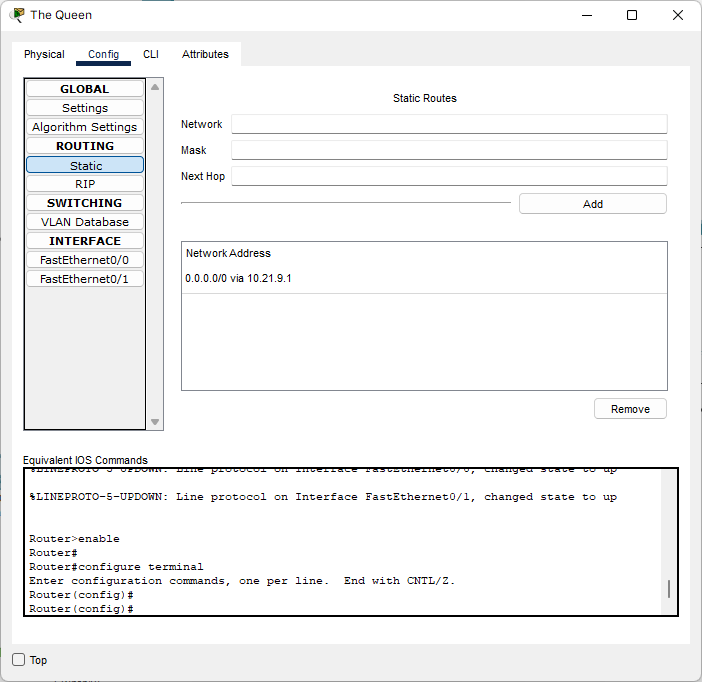 The Queen
Physical Config CLI Attributes
GLOBAL
Settings
Algorithm Settings
ROUTING
Static
RIP
SWITCHING
VLAN Database
INTERFACE
FastEthernet0/0
FastEthernet0/1
Static Routes
Network
Mask
Next Hop
Add
Network Address
0.0.0.0/0 via 10.21.9.1
Remove
Equivalent IOS Commands
%LINEPROTO-5-UPDOWN: Line protocol on Interface FastEthernet0/0, changed state to up
%LINEPROTO-5-UPDOWN: Line protocol on Interface FastEthernet0/1, changed state to up
Router>enable
Router#
Router#configure terminal
Enter configuration commands, one per line. End with CNTL/Z.
Router(config)#
Router(config)#
Top